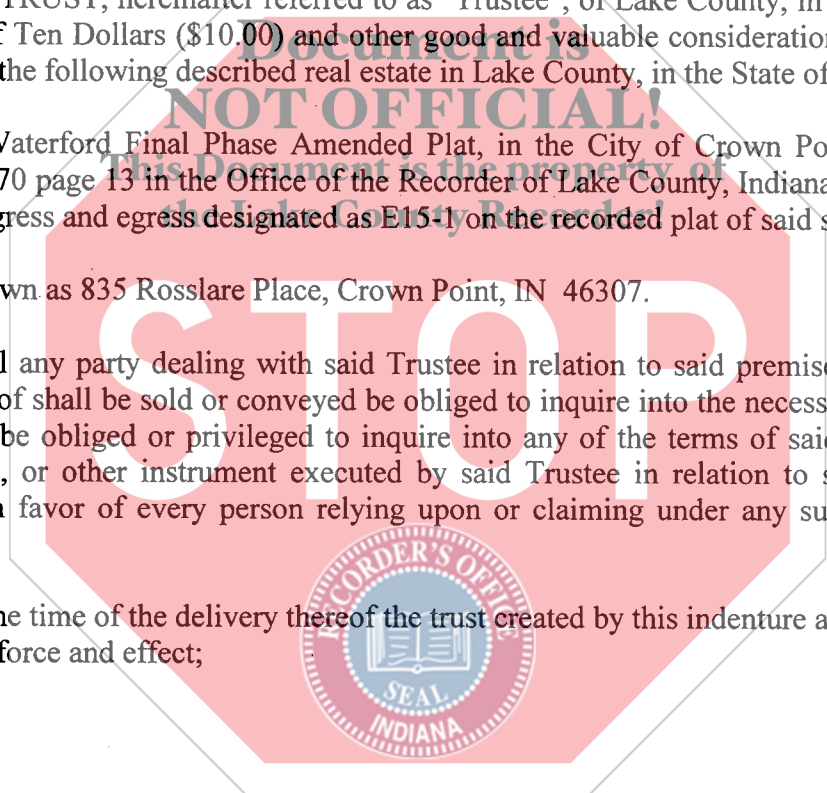 TRUST, hereinafter referred to as "Trustee", of Lake County, in
f Ten Dollars ($10.00) and other good and valuable consideration
the following described real estate in Lake County, in the State of
Document is
NOT OFFICIAL!
This Document is the property of
the Lake County Recorder!
Waterford Final Phase Amended Plat, in the City of Crown Po
70 page 13 in the Office of the Recorder of Lake County, Indiana
gress and egress designated as E15-1 on the recorded plat of said s
wn as 835 Rosslare Place, Crown Point, IN 46307.
STOP
l any party dealing with said Trustee in relation to said premise
of shall be sold or conveyed be obliged to inquire into the necess
be obliged or privileged to inquire into any of the terms of said
, or other instrument executed by said Trustee in relation to s
n favor of every person relying upon or claiming under any su
ne time of the delivery thereof the trust created by this indenture a
force and effect;
RECORDER'S OFFICE
SEAL
INDIANA